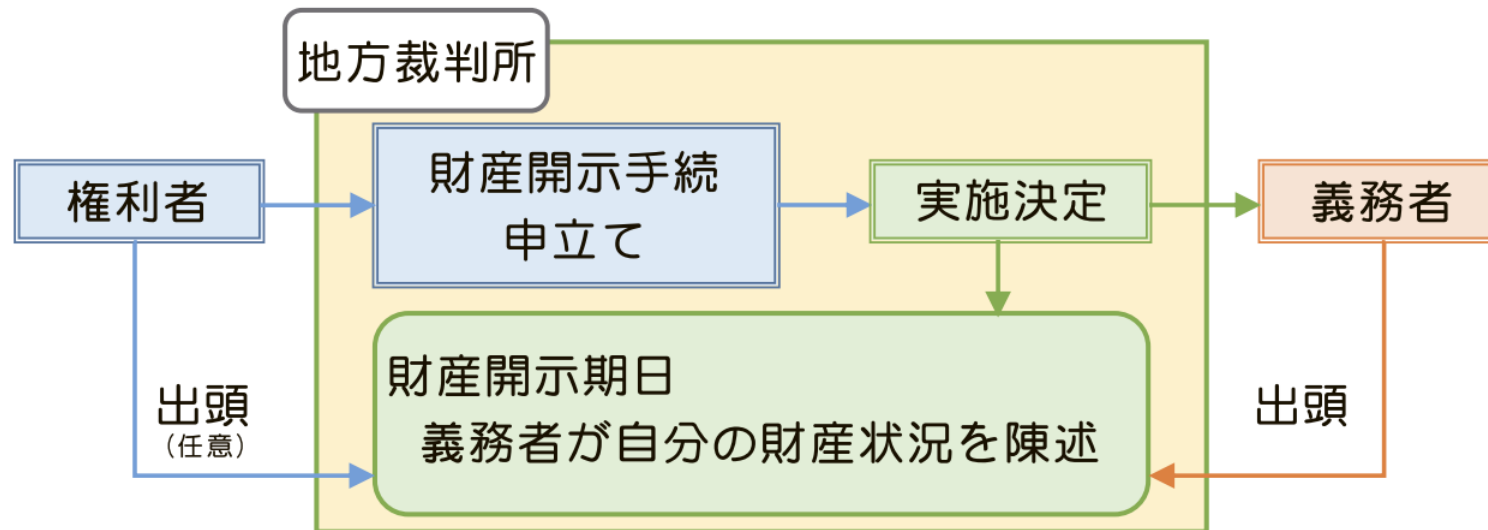 地方裁判所
権利者
財産開示手続
申立て
実施決定
義務者
財産開示期日
義務者が自分の財産状況を陳述
出頭
(任意)
出頭